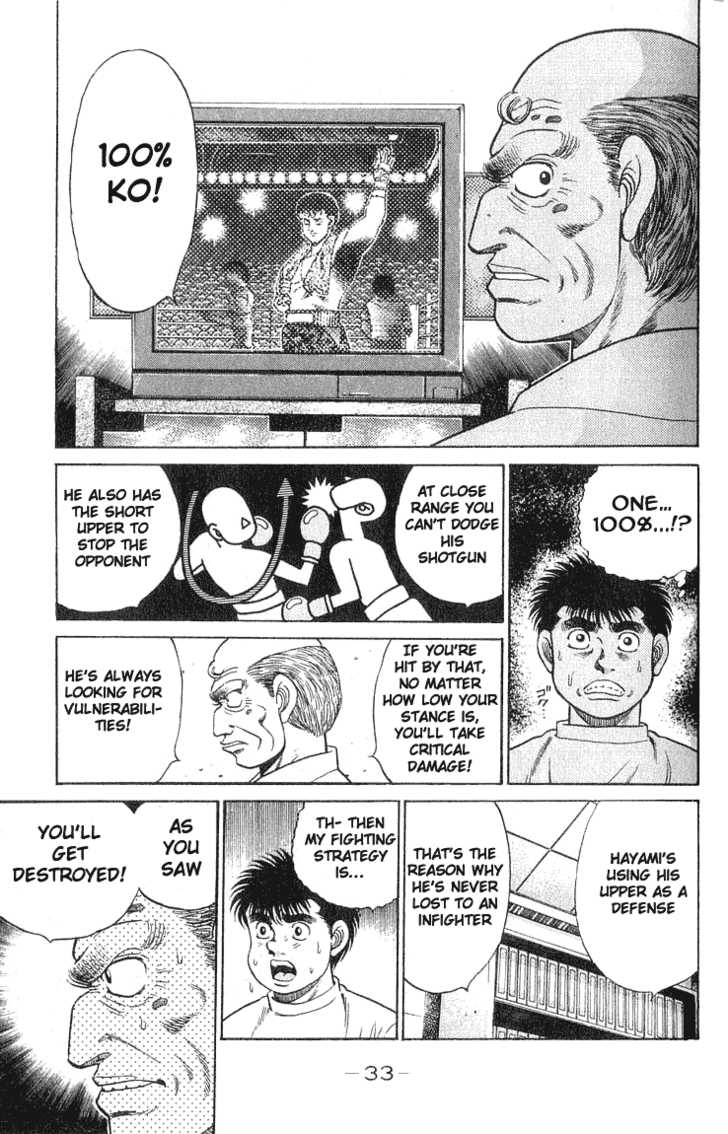 100%
KO!
ONE...
100%...!?
AT CLOSE
RANGE YOU
CAN'T DODGE
HIS
SHOTGUN
HE ALSO HAS
THE SHORT
UPPER TO
STOP THE
OPPONENT
IF YOU'RE
HIT BY THAT,
NO MATTER
HOW LOW YOUR
STANCE IS,
YOU'LL TAKE
CRITICAL
DAMAGE!
HE'S ALWAYS
LOOKING FOR
VULNERABILI-
TIES!
HAYAMI'S
USING HIS
UPPER AS A
DEFENSE
THAT'S THE
REASON WHY
HE'S NEVER
LOST TO AN
INFIGHTER
TH- THEN
MY FIGHTING
STRATEGY
IS...
AS
YOU
SAW
YOU'LL
GET
DESTROYED!
- 33 -